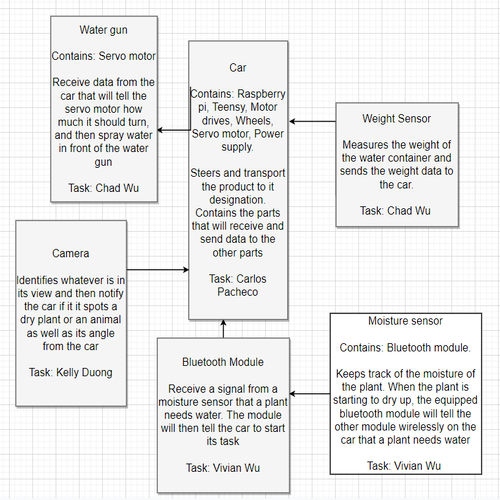 Water gun
Contains: Servo motor
Receive data from the
car that will tell the
servo motor how
much it should turn,
and then spray water
in front of the water
gun
Task: Chad Wu
Car
Contains: Raspberry
pi, Teensy, Motor
drives, Wheels,
Servo motor, Power
supply.
Steers and transport
the product to it
designation.
Contains the parts
that will receive and
send data to the
other parts
Task: Carlos
Pacheco
Weight Sensor
Measures the weight of
the water container and
sends the weight data to
the car.
Task: Chad Wu
Camera
Identifies whatever is in
its view and then notify
the car if it it spots a
dry plant or an animal
as well as its angle
from the car
Task: Kelly Duong
Bluetooth Module
Receive a signal from a
moisture sensor that a plant
needs water. The module
will then tell the car to start
its task
Task: Vivian Wu
Moisture sensor
Contains: Bluetooth module.
Keeps track of the moisture of
the plant. When the plant is
starting to dry up, the equipped
bluetooth module will tell the
other module wirelessly on the
car that a plant needs water
Task: Vivian Wu